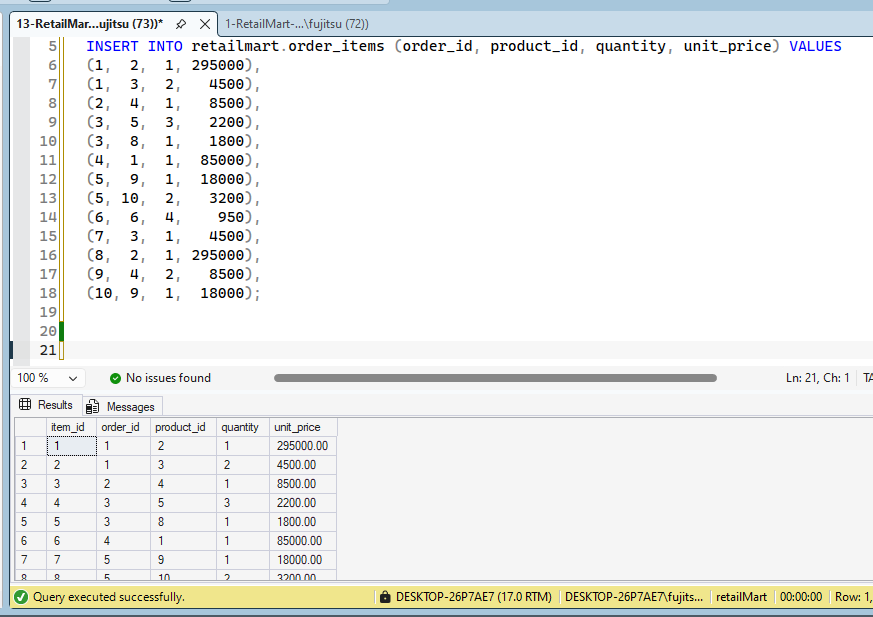 13-RetailMar...ujitsu (73))* 1-RetailMart-...\fujitsu (72))
5 INSERT INTO retailmart.order_items (order_id, product_id, quantity, unit_price) VALUES
6 (1, 2, 1, 295000),
7 (1, 3, 2, 4500),
8 (2, 4, 1, 8500),
9 (3, 5, 3, 2200),
10 (3, 8, 1, 1800),
11 (4, 1, 1, 85000),
12 (5, 9, 1, 18000),
13 (5, 10, 2, 3200),
14 (6, 6, 4, 950),
15 (7, 3, 1, 4500),
16 (8, 2, 1, 295000),
17 (9, 4, 2, 8500),
18 (10, 9, 1, 18000);
19
20
21
100 % No issues found Ln: 21, Ch: 1 TA
Results Messages
item_id order_id product_id quantity unit_price
1 1 1 2 1 295000.00
2 2 1 3 2 4500.00
3 3 2 4 1 8500.00
4 4 3 5 3 2200.00
5 5 3 8 1 1800.00
6 6 4 1 1 85000.00
7 7 5 9 1 18000.00
8 8 5 10 2 3200.00
Query executed successfully. DESKTOP-26P7AE7 (17.0 RTM) DESKTOP-26P7AE7\fujits... retailMart 00:00:00 Row: 1,